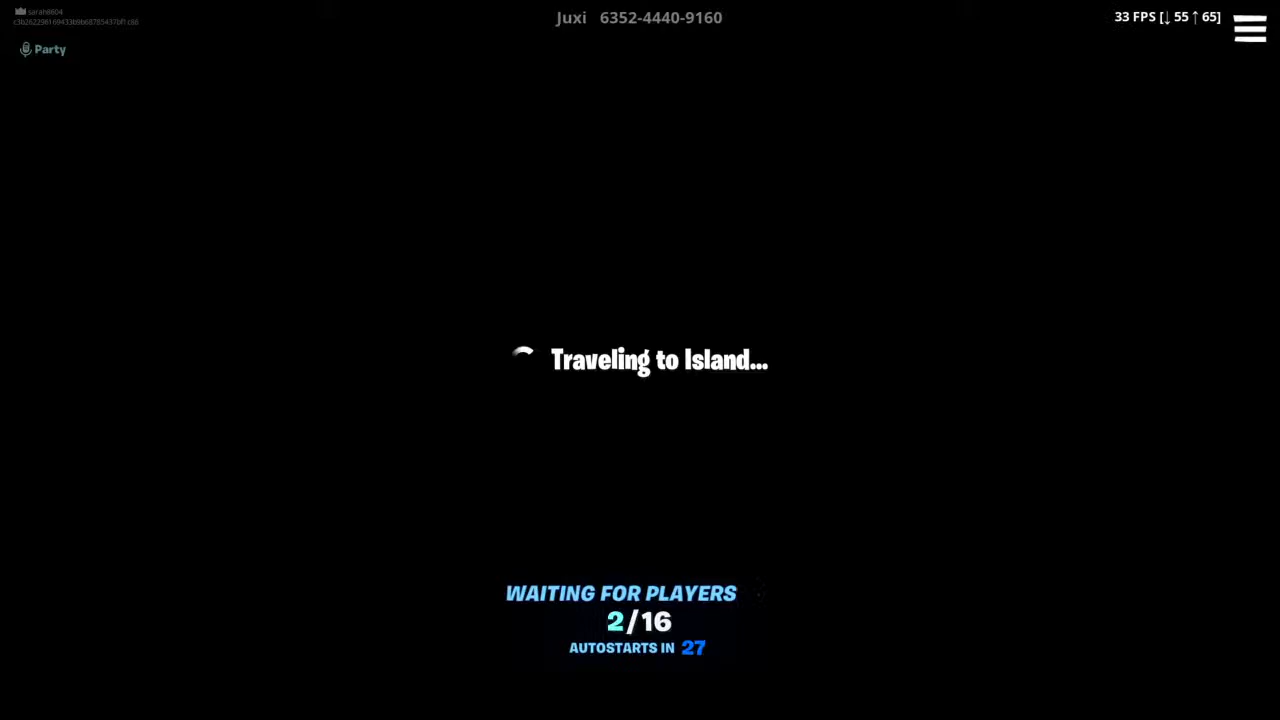 sarah8604
Juxi 6352-4440-9160
33 FPS [↓ 55 ↑ 65]
Party
Traveling to Island...
WAITING FOR PLAYERS
2/16
AUTOSTARTS IN 27